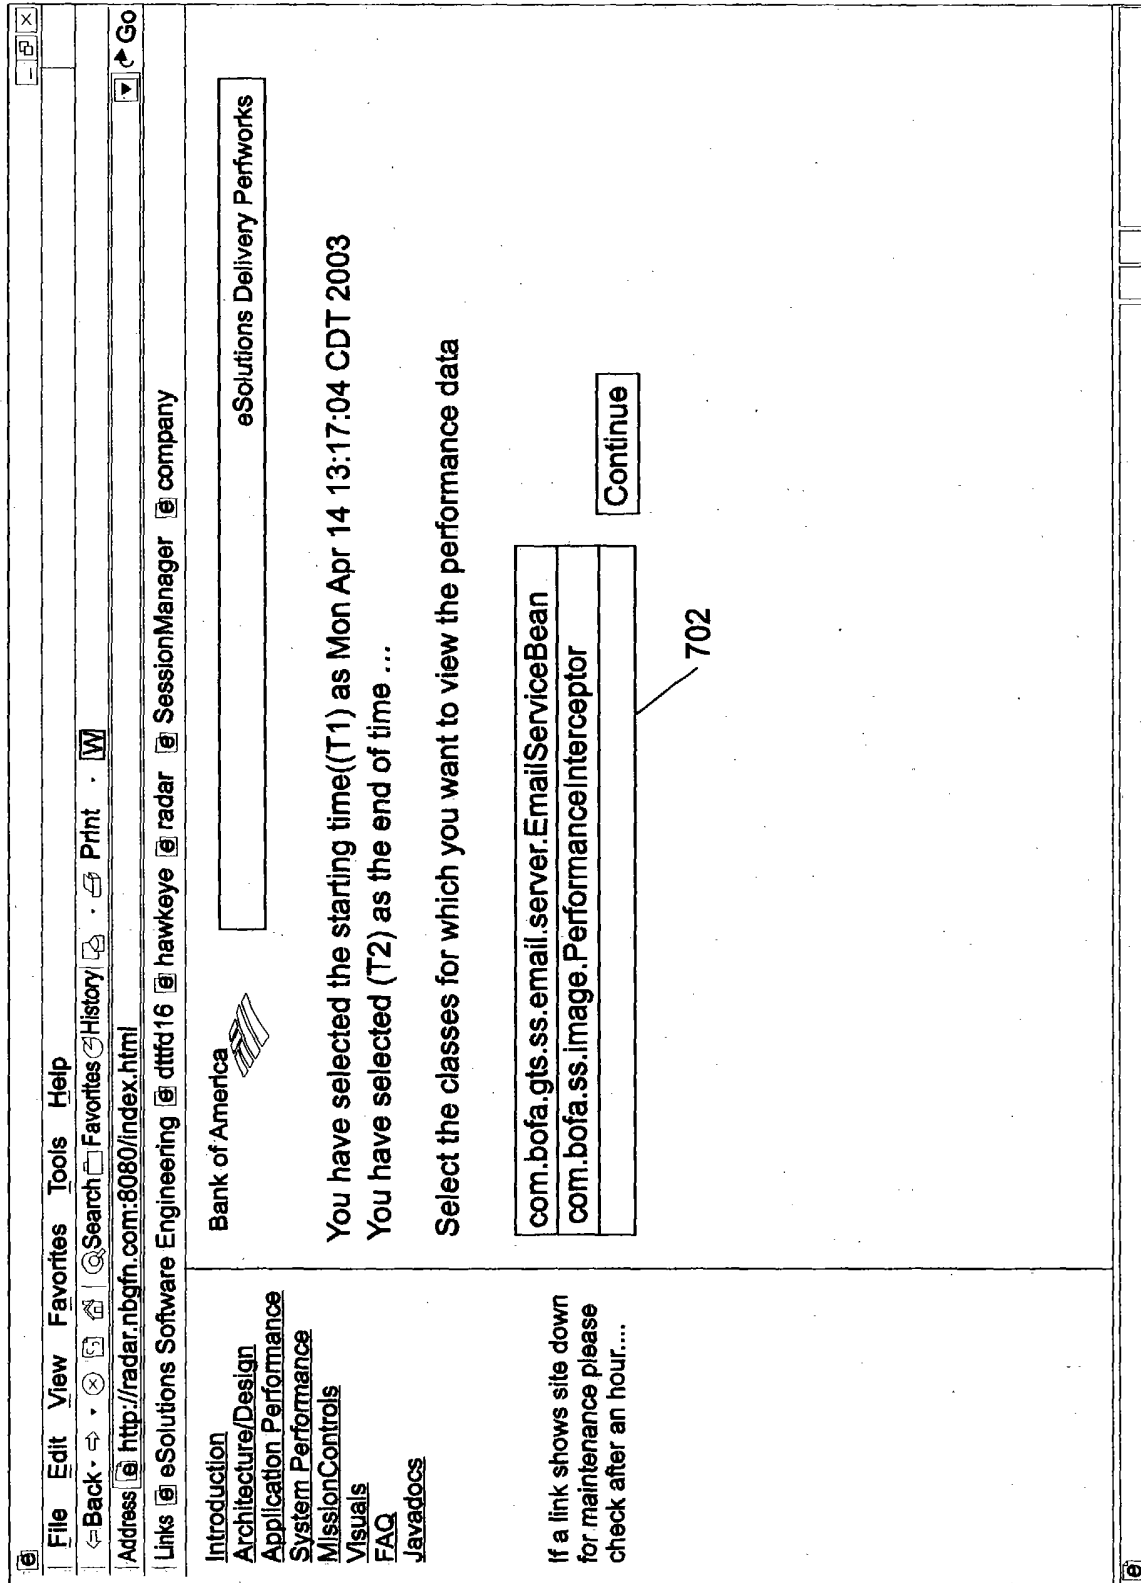 File Edit View Favorites Tools Help
Back Search Favorites History Print W
Address http://radar.nbgfn.com:8080/index.html Go
Links eSolutions Software Engineering dttfd16 hawkeye radar SessionManager company
Introduction
Architecture/Design
Application Performance
System Performance
MissionControls
Visuals
FAQ
Javadocs
If a link shows site down
for maintenance please
check after an hour....
Bank of America
eSolutions Delivery Perfworks
You have selected the starting time((T1) as Mon Apr 14 13:17:04 CDT 2003
You have selected (T2) as the end of time ...
Select the classes for which you want to view the performance data
com.bofa.gts.ss.email.server.EmailServiceBean
com.bofa.ss.image.PerformanceInterceptor
Continue
702